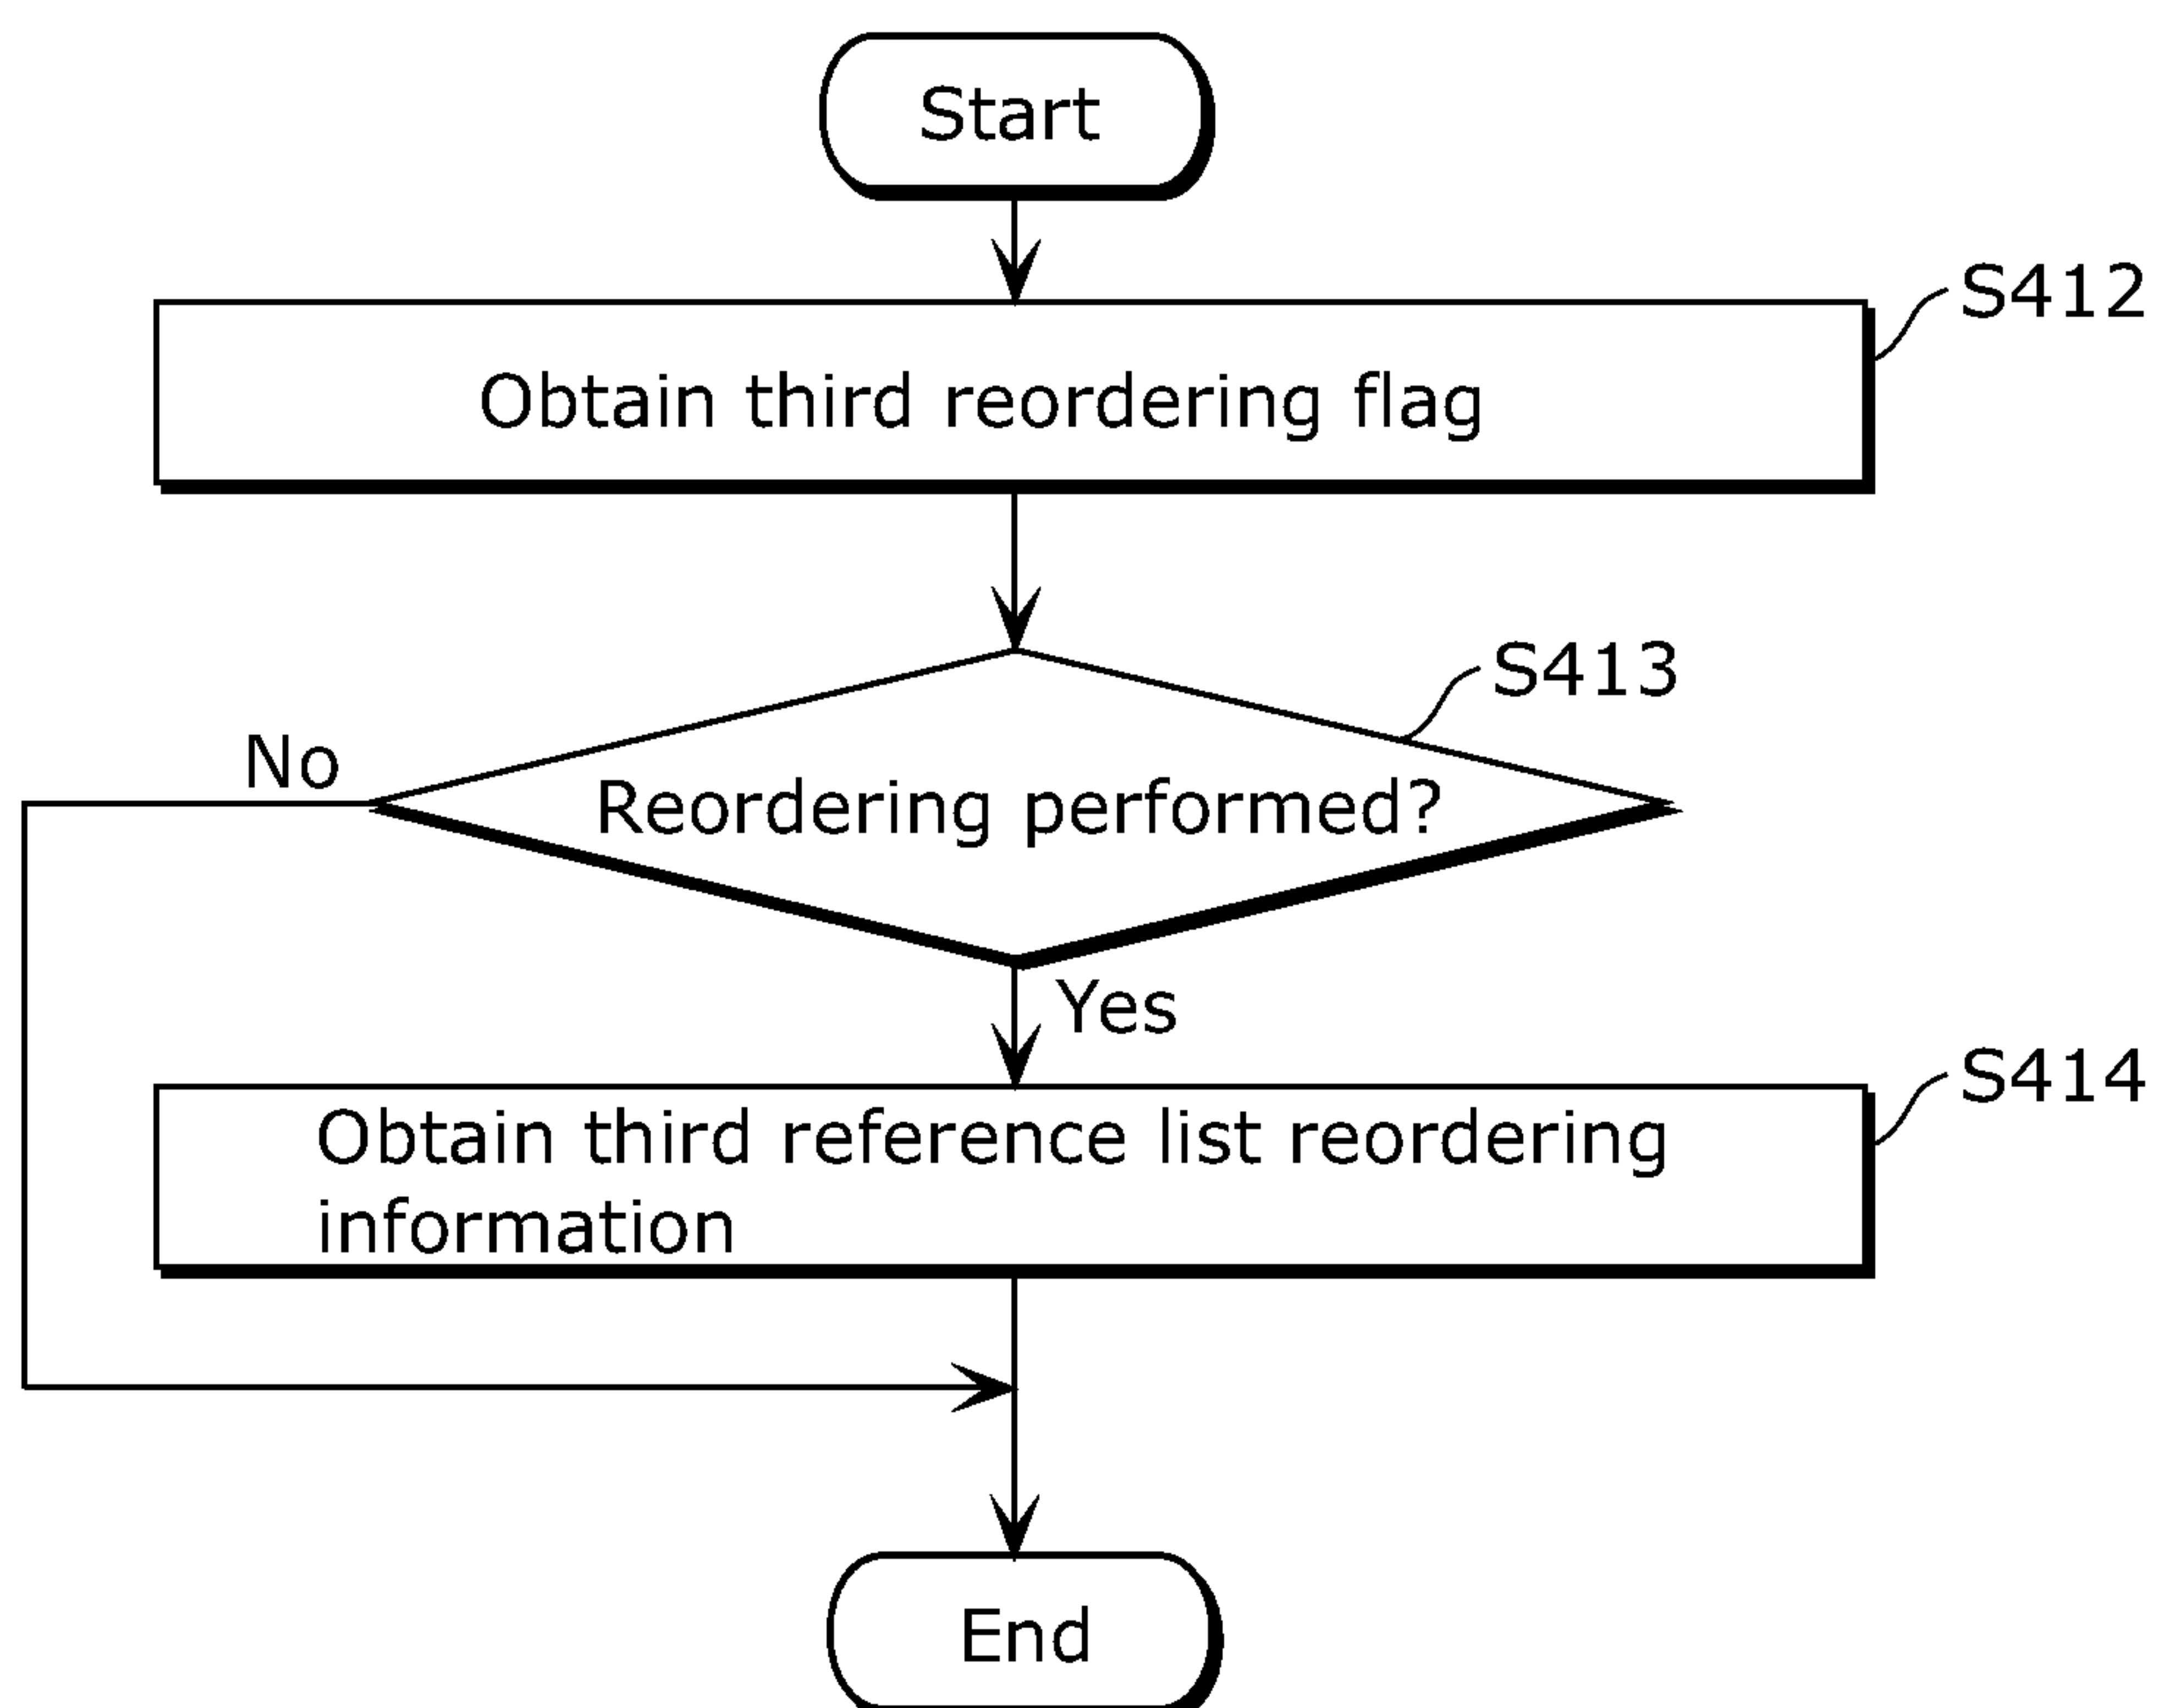 Start
S412
Obtain third reordering flag
S413
No
Reordering performed?
Yes
S414
Obtain third reference list reordering
information
End